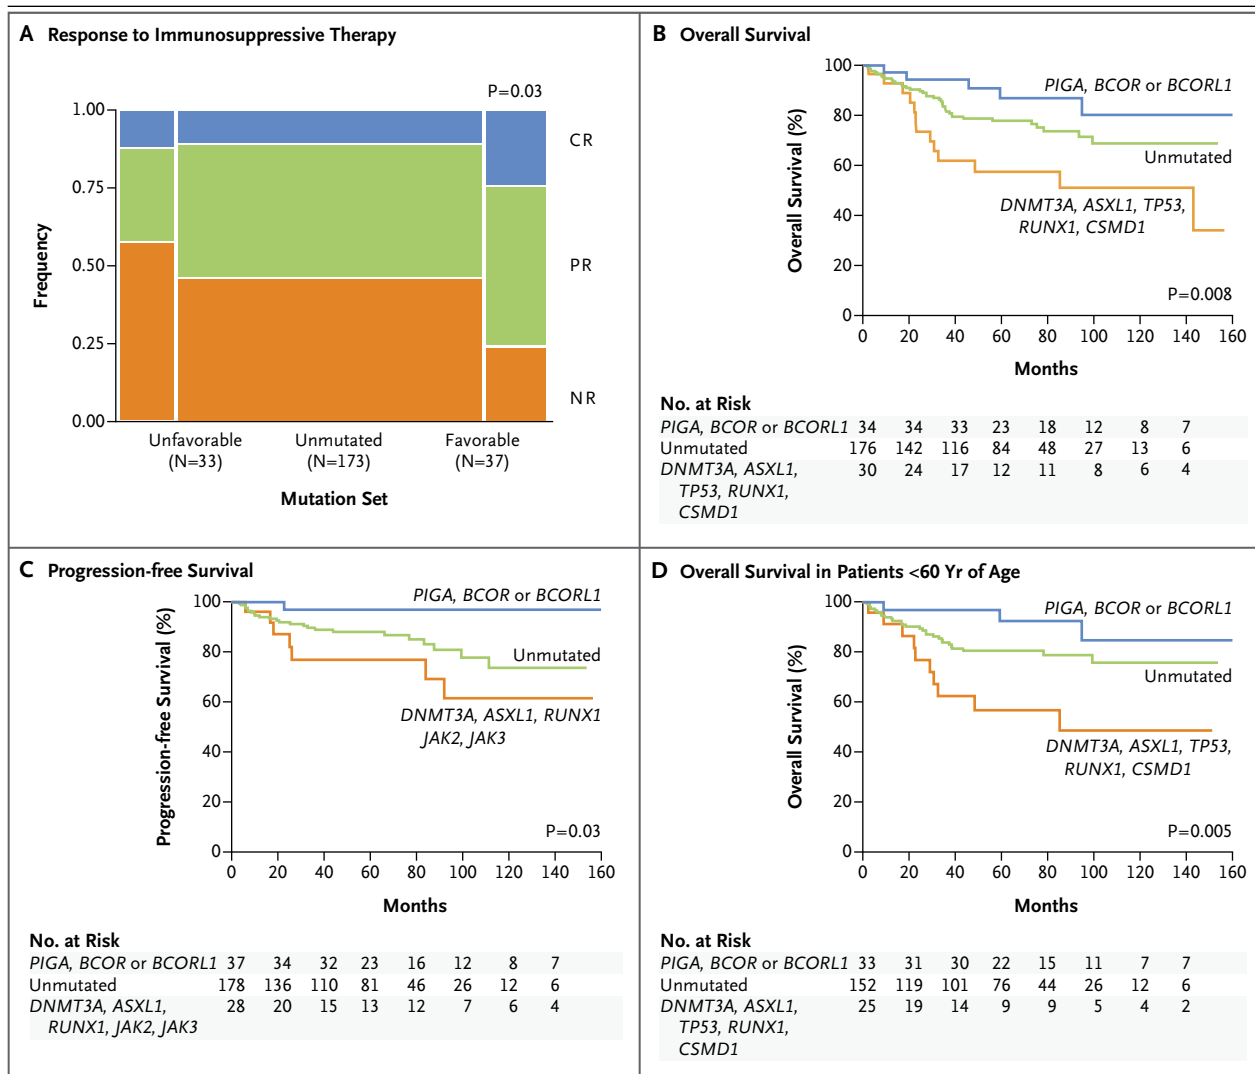 A Response to Immunosuppressive Therapy
P=0.03
1.00
0.75
0.50
0.25
0.00
Frequency
CR
PR
NR
Unfavorable Unmutated Favorable
(N=33) (N=173) (N=37)
Mutation Set
B Overall Survival
100
80
60
40
20
0
Overall Survival (%)
PIGA, BCOR or BCORL1
Unmutated
DNMT3A, ASXL1, TP53,
RUNX1, CSMD1
P=0.008
0 20 40 60 80 100 120 140 160
Months
No. at Risk
PIGA, BCOR or BCORL1 34 34 33 23 18 12 8 7
Unmutated 176 142 116 84 48 27 13 6
DNMT3A, ASXL1, 30 24 17 12 11 8 6 4
TP53, RUNX1,
CSMD1
C Progression-free Survival
100
80
60
40
20
0
Progression-free Survival (%)
PIGA, BCOR or BCORL1
Unmutated
DNMT3A, ASXL1, RUNX1
JAK2, JAK3
P=0.03
0 20 40 60 80 100 120 140 160
Months
No. at Risk
PIGA, BCOR or BCORL1 37 34 32 23 16 12 8 7
Unmutated 178 136 110 81 46 26 12 6
DNMT3A, ASXL1, 28 20 15 13 12 7 6 4
RUNX1, JAK2, JAK3
D Overall Survival in Patients <60 Yr of Age
100
80
60
40
20
0
Overall Survival (%)
PIGA, BCOR or BCORL1
Unmutated
DNMT3A, ASXL1, TP53,
RUNX1, CSMD1
P=0.005
0 20 40 60 80 100 120 140 160
Months
No. at Risk
PIGA, BCOR or BCORL1 33 31 30 22 15 11 7 7
Unmutated 152 119 101 76 44 26 12 6
DNMT3A, ASXL1, 25 19 14 9 9 5 4 2
TP53, RUNX1,
CSMD1